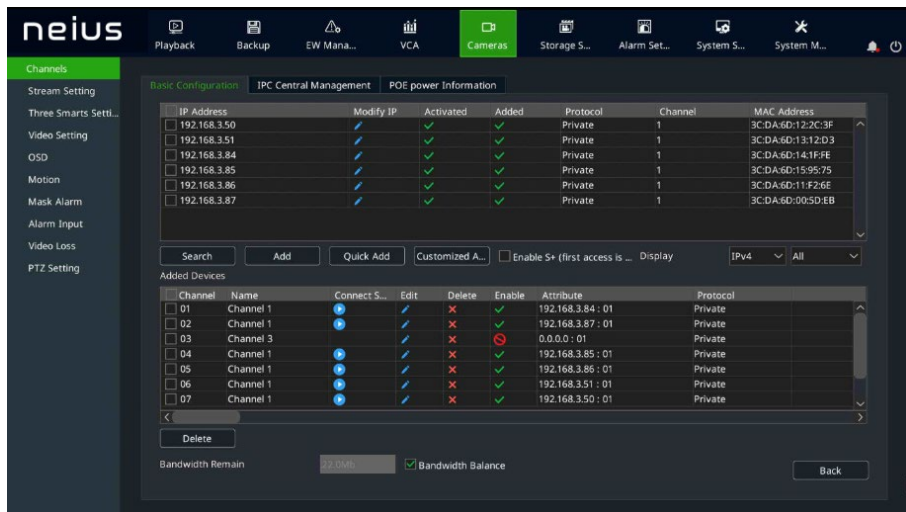 neius
Playback Backup EW Mana... VCA Cameras Storage S... Alarm Set... System S... System M...
Channels
Stream Setting
Three Smarts Setti...
Video Setting
OSD
Motion
Mask Alarm
Alarm Input
Video Loss
PTZ Setting
Basic Configuration IPC Central Management POE power Information
IP Address Modify IP Activated Added Protocol Channel MAC Address
192.168.3.50 Private 1 3C:DA:6D:12:2C:3F
192.168.3.51 Private 1 3C:DA:6D:13:12:D3
192.168.3.84 Private 1 3C:DA:6D:14:1F:FE
192.168.3.85 Private 1 3C:DA:6D:15:95:75
192.168.3.86 Private 1 3C:DA:6D:11:F2:6E
192.168.3.87 Private 1 3C:DA:6D:00:5D:EB
Search Add Quick Add Customized A... Enable S+ (first access is ... Display IPv4 All
Added Devices
Channel Name Connect S... Edit Delete Enable Attribute Protocol
01 Channel 1 192.168.3.84 : 01 Private
02 Channel 1 192.168.3.87 : 01 Private
03 Channel 3 0.0.0.0 : 01 Private
04 Channel 1 192.168.3.85 : 01 Private
05 Channel 1 192.168.3.86 : 01 Private
06 Channel 1 192.168.3.51 : 01 Private
07 Channel 1 192.168.3.50 : 01 Private
Delete
Bandwidth Remain 22.0Mb Bandwidth Balance
Back